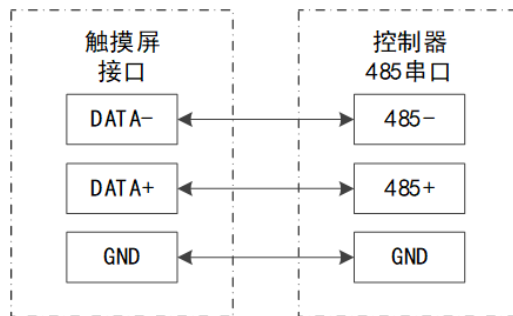 触摸屏
接口
控制器
485串口
DATA-
485-
DATA+
485+
GND
GND